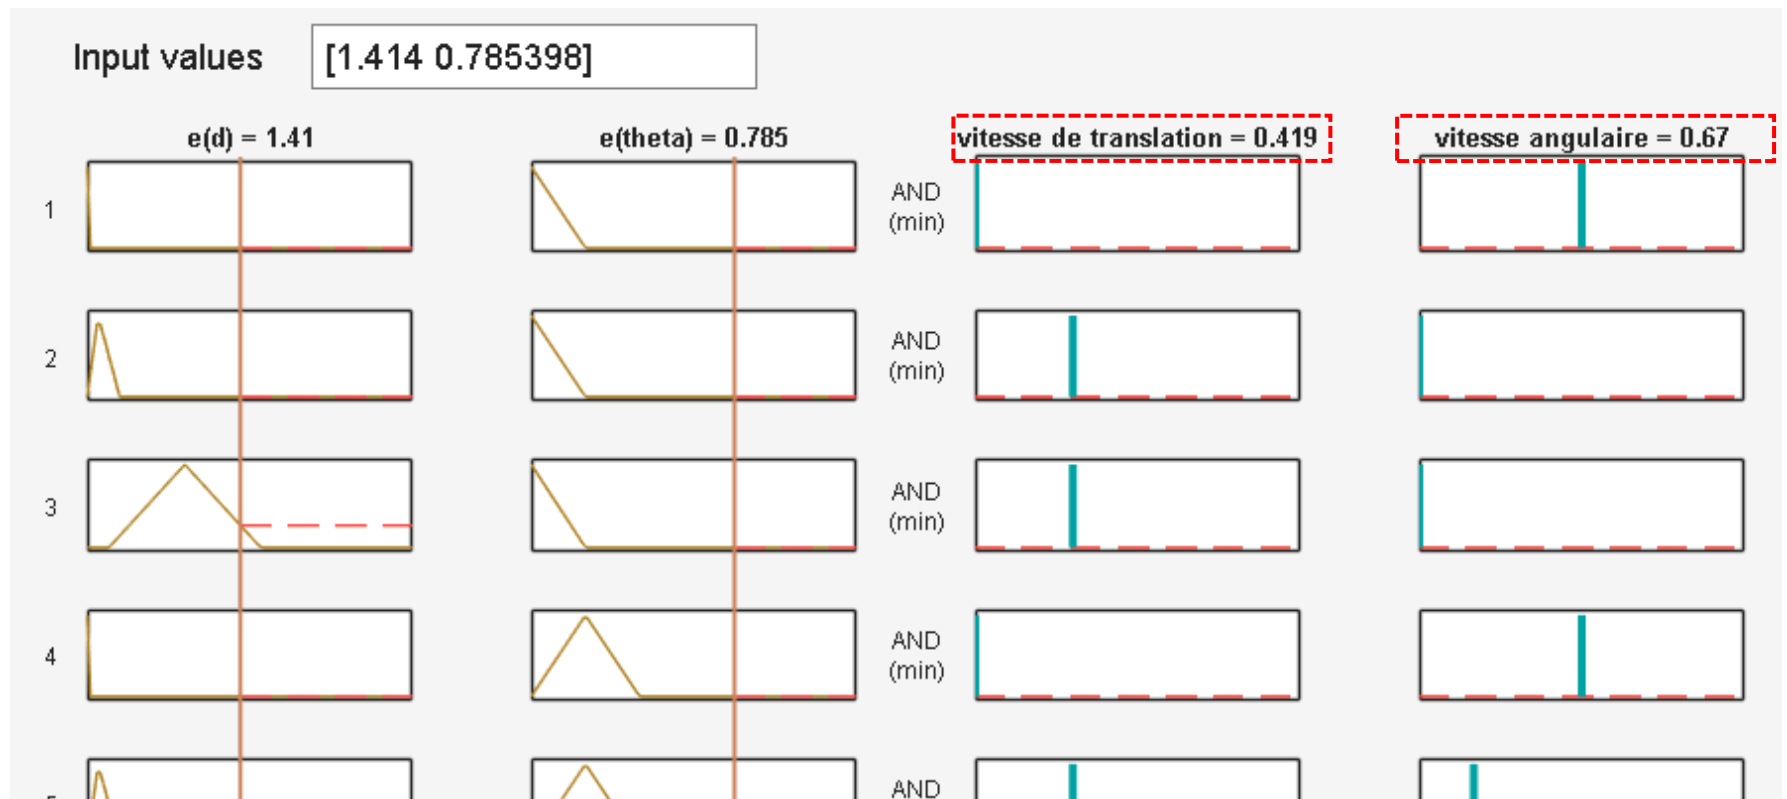 Input values [1.414 0.785398]
e(d) = 1.41 e(theta) = 0.785 vitesse de translation = 0.419 vitesse angulaire = 0.67
1 AND
(min)
2 AND
(min)
3 AND
(min)
4 AND
(min)
AND